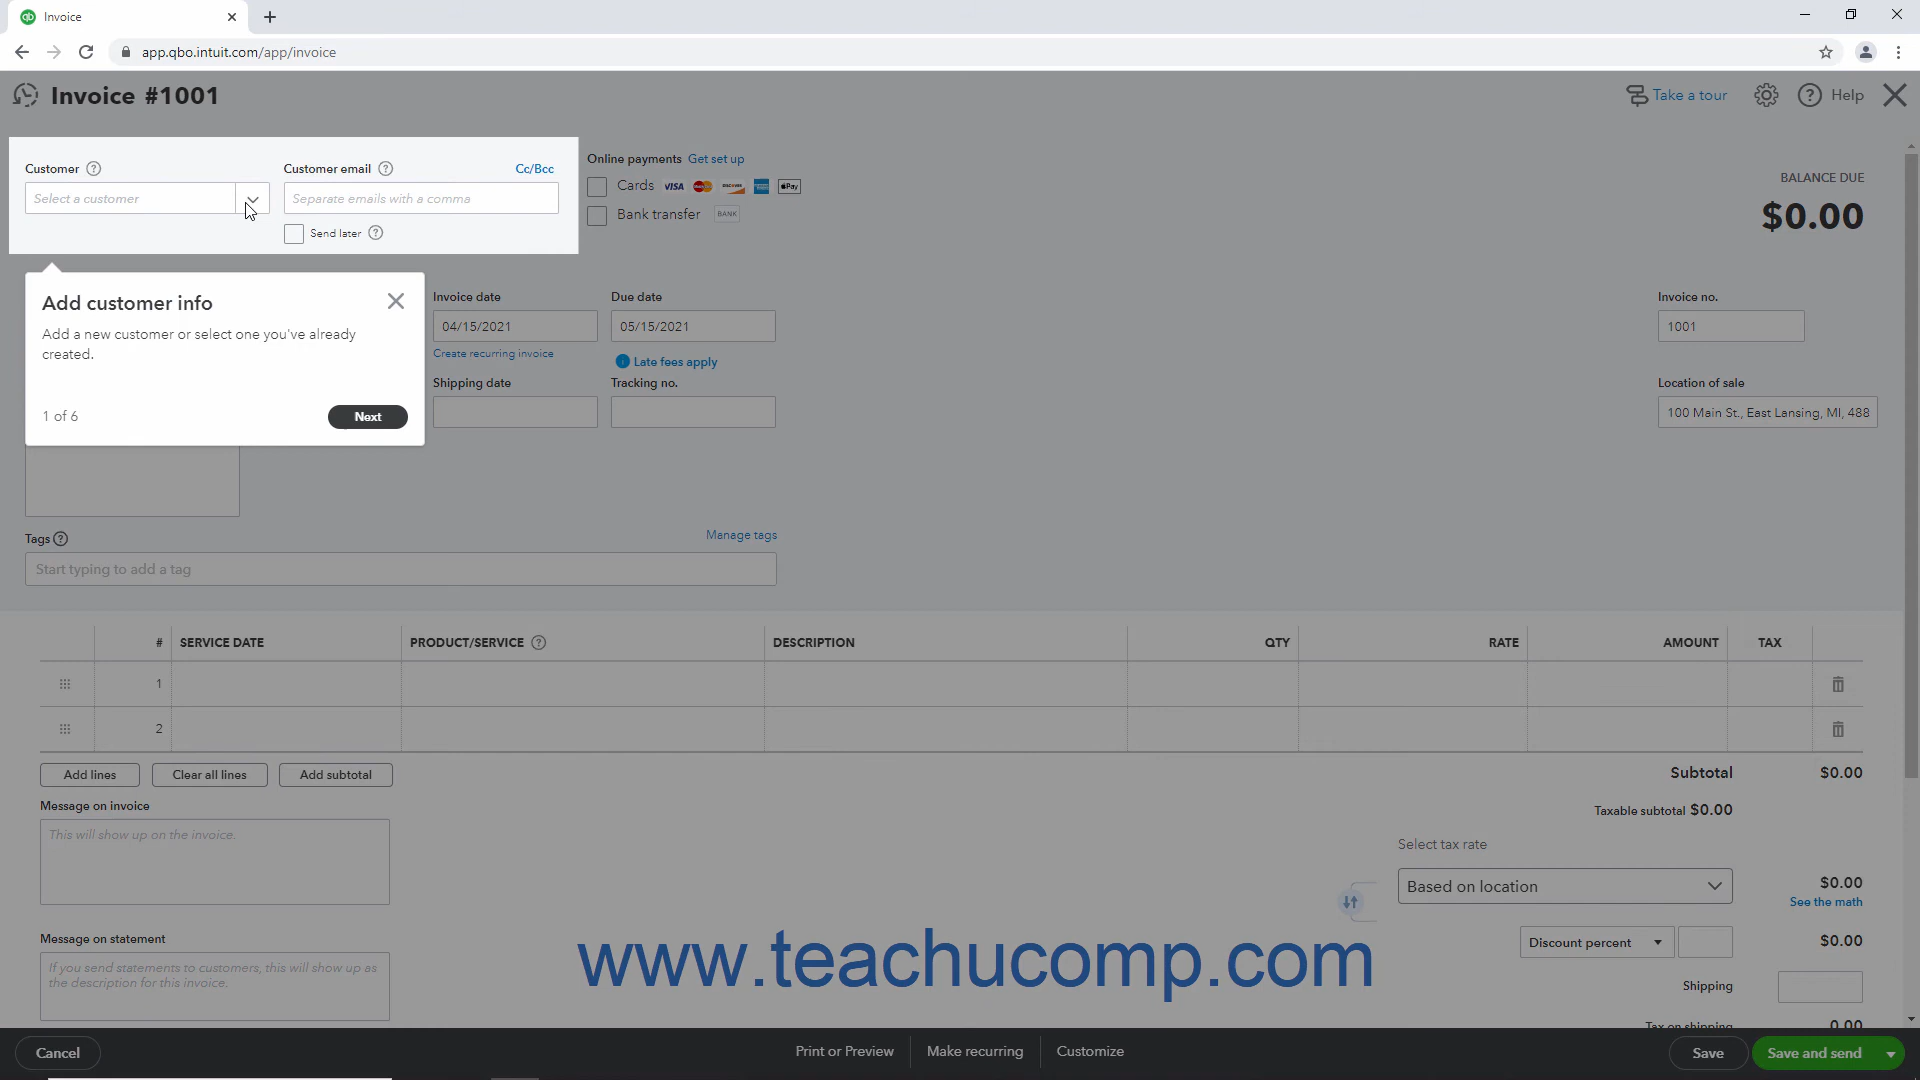 Invoice
app.qbo.intuit.com/app/invoice
Invoice #1001
Take a tour
Help
Customer
Customer email
Cc/Bcc
Select a customer
Separate emails with a comma
Send later
Online payments Get set up
Cards VISA DISCOVER Pay
Bank transfer BANK
BALANCE DUE
$0.00
Add customer info
Add a new customer or select one you've already
created.
1 of 6
Next
Invoice date
Due date
04/15/2021
05/15/2021
Create recurring invoice
Late fees apply
Shipping date
Tracking no.
Invoice no.
1001
Location of sale
100 Main St., East Lansing, MI, 488
Tags
Manage tags
Start typing to add a tag
# SERVICE DATE PRODUCT/SERVICE DESCRIPTION QTY RATE AMOUNT TAX
1
2
Add lines
Clear all lines
Add subtotal
Subtotal $0.00
Taxable subtotal $0.00
Message on invoice
This will show up on the invoice.
Select tax rate
Based on location
$0.00
See the math
Message on statement
If you send statements to customers, this will show up as
the description for this invoice.
Discount percent
$0.00
Shipping
Tax on shipping 0.00
www.teachucomp.com
Cancel
Print or Preview
Make recurring
Customize
Save
Save and send